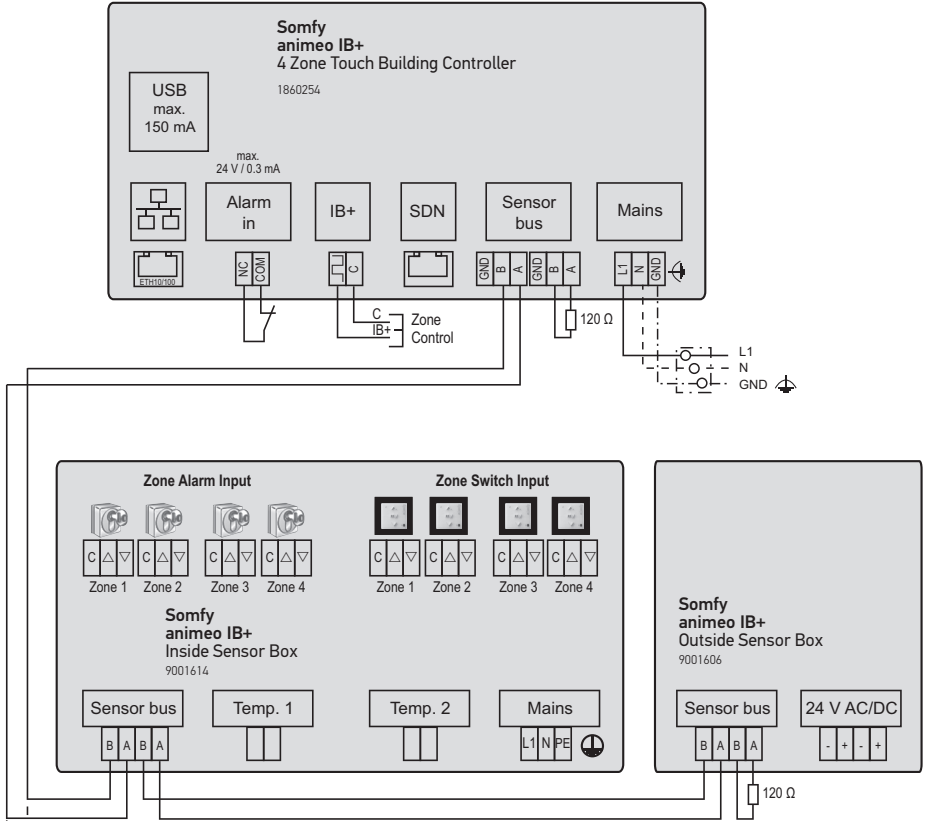 Somfy
animeo IB+
4 Zone Touch Building Controller
1860254
USB
max.
150 mA
max.
24 V / 0.3 mA
Alarm
in
IB+
SDN
Sensor
bus
Mains
ETH10/100
NC
COM
C
GND
B
A
GND
B
A
L1
N
GND
120 Ω
C
IB+
Zone
Control
L1
N
GND
Zone Alarm Input
Zone Switch Input
C
C
C
C
C
C
C
C
Zone 1
Zone 2
Zone 3
Zone 4
Zone 1
Zone 2
Zone 3
Zone 4
Somfy
animeo IB+
Inside Sensor Box
9001614
Sensor bus
Temp. 1
Temp. 2
Mains
B
A
B
A
L1
N
PE
Somfy
animeo IB+
Outside Sensor Box
9001606
Sensor bus
24 V AC/DC
B
A
B
A
-
+
-
+
120 Ω